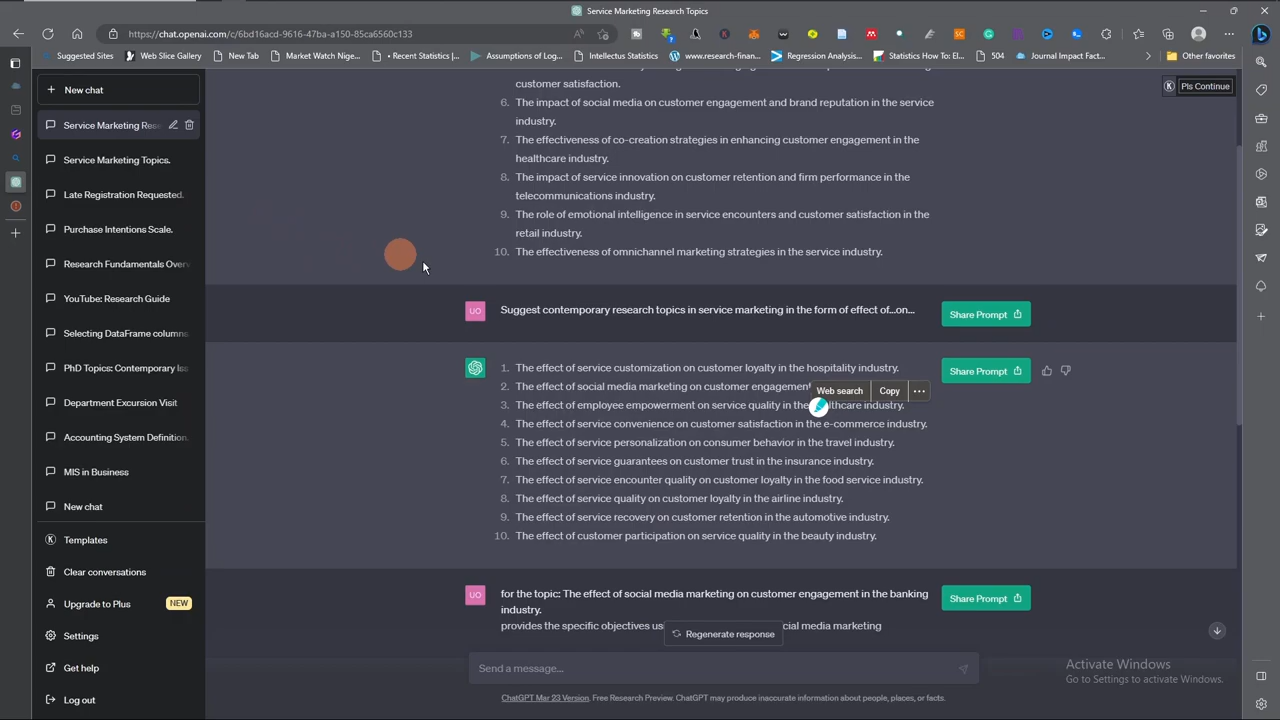 Service Marketing Research Topics
https://chat.openai.com/c/6bd16acd-9616-47ba-a150-85ca6560c133
Suggested Sites
Web Slice Gallery
New Tab
Market Watch Nige...
• Recent Statistics |...
Assumptions of Log...
Intellectus Statistics
www.research-finan...
Regression Analysis...
Statistics How To: El...
504
Journal Impact Fact...
Other favorites
New chat
Service Marketing Res
Service Marketing Topics.
Late Registration Requested.
Purchase Intentions Scale.
Research Fundamentals Over
YouTube: Research Guide
Selecting DataFrame columns
PhD Topics: Contemporary Iss
Department Excursion Visit
Accounting System Definition.
MIS in Business
New chat
Templates
Clear conversations
Upgrade to Plus NEW
Settings
Get help
Log out
Pls Continue
customer satisfaction.
6. The impact of social media on customer engagement and brand reputation in the service
industry.
7. The effectiveness of co-creation strategies in enhancing customer engagement in the
healthcare industry.
8. The impact of service innovation on customer retention and firm performance in the
telecommunications industry.
9. The role of emotional intelligence in service encounters and customer satisfaction in the
retail industry.
10. The effectiveness of omnichannel marketing strategies in the service industry.
UO
Suggest contemporary research topics in service marketing in the form of effect of...on...
Share Prompt
1. The effect of service customization on customer loyalty in the hospitality industry.
Share Prompt
2. The effect of social media marketing on customer engagement
Web search Copy ...
3. The effect of employee empowerment on service quality in the healthcare industry.
4. The effect of service convenience on customer satisfaction in the e-commerce industry.
5. The effect of service personalization on consumer behavior in the travel industry.
6. The effect of service guarantees on customer trust in the insurance industry.
7. The effect of service encounter quality on customer loyalty in the food service industry.
8. The effect of service quality on customer loyalty in the airline industry.
9. The effect of service recovery on customer retention in the automotive industry.
10. The effect of customer participation on service quality in the beauty industry.
UO
for the topic: The effect of social media marketing on customer engagement in the banking
industry.
Share Prompt
provides the specific objectives us
cial media marketing
Regenerate response
Send a message...
ChatGPT Mar 23 Version. Free Research Preview. ChatGPT may produce inaccurate information about people, places, or facts.
Activate Windows
Go to Settings to activate Windows.